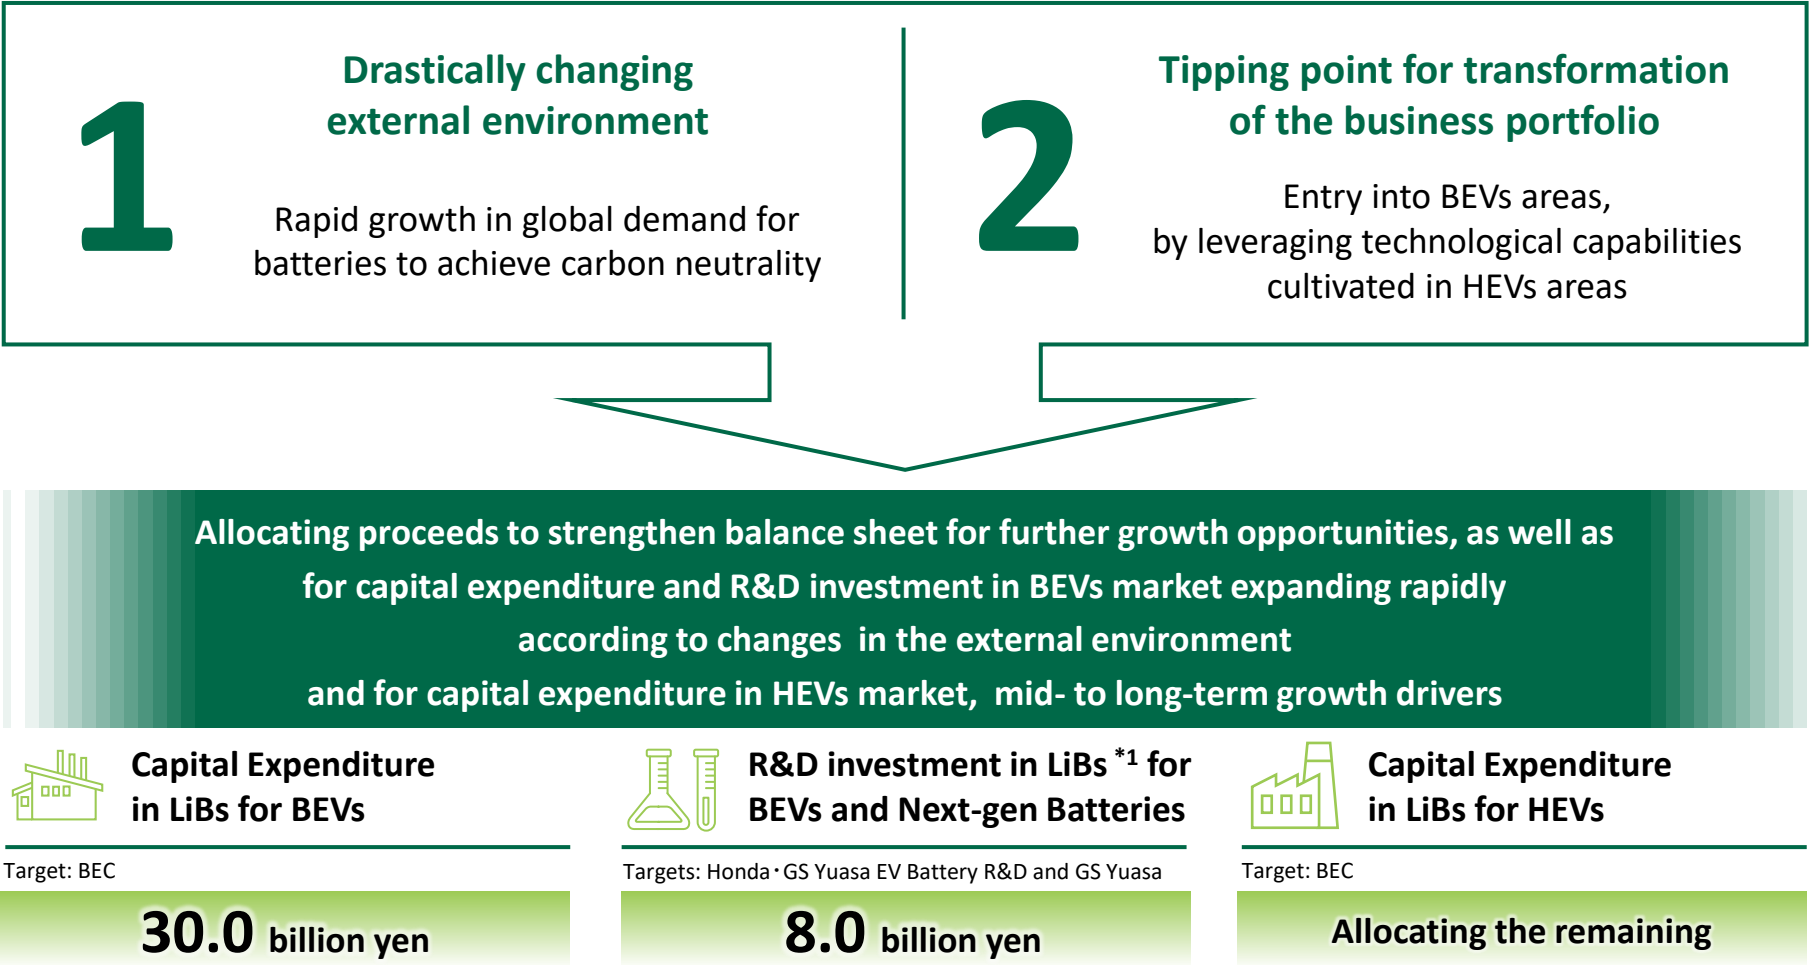 1
Drastically changing
external environment
Rapid growth in global demand for
batteries to achieve carbon neutrality
2
Tipping point for transformation
of the business portfolio
Entry into BEVs areas,
by leveraging technological capabilities
cultivated in HEVs areas
Allocating proceeds to strengthen balance sheet for further growth opportunities, as well as
for capital expenditure and R&D investment in BEVs market expanding rapidly
according to changes in the external environment
and for capital expenditure in HEVs market, mid- to long-term growth drivers
Capital Expenditure
in LiBs for BEVs
Target: BEC
30.0 billion yen
R&D investment in LiBs *1 for
BEVs and Next-gen Batteries
Targets: Honda・GS Yuasa EV Battery R&D and GS Yuasa
8.0 billion yen
Capital Expenditure
in LiBs for HEVs
Target: BEC
Allocating the remaining